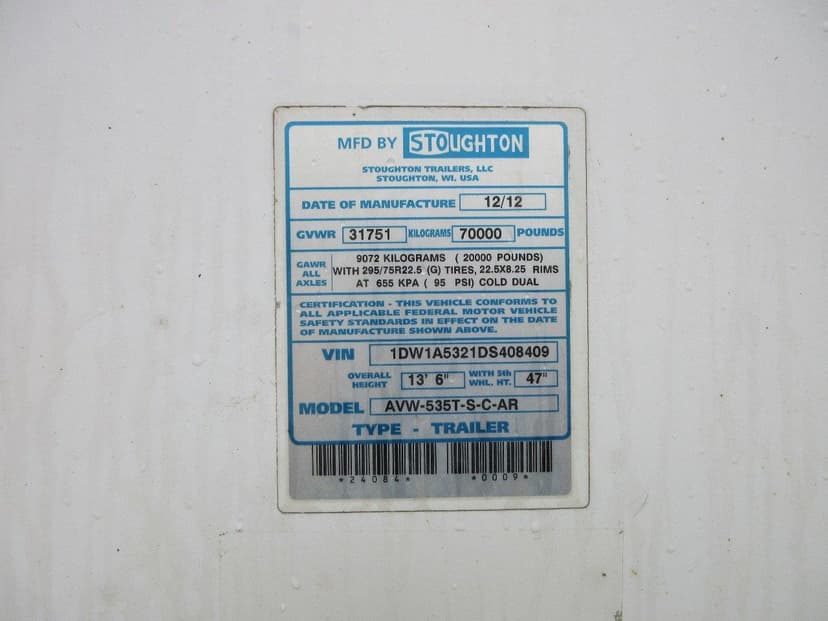 MFD BY STOUGHTON
STOUGHTON TRAILERS, LLC
STOUGHTON, WI. USA
DATE OF MANUFACTURE 12/12
GVWR 31751 KILOGRAMS 70000 POUNDS
GAWR ALL AXLES
9072 KILOGRAMS ( 20000 POUNDS)
WITH 295/75R22.5 (G) TIRES, 22.5X8.25 RIMS
AT 655 KPA ( 95 PSI) COLD DUAL
CERTIFICATION - THIS VEHICLE CONFORMS TO
ALL APPLICABLE FEDERAL MOTOR VEHICLE
SAFETY STANDARDS IN EFFECT ON THE DATE
OF MANUFACTURE SHOWN ABOVE.
VIN 1DW1A5321DS408409
OVERALL HEIGHT 13' 6" WITH 5th WHL. HT. 47"
MODEL AVW-535T-S-C-AR
TYPE - TRAILER
*24084* *0009*